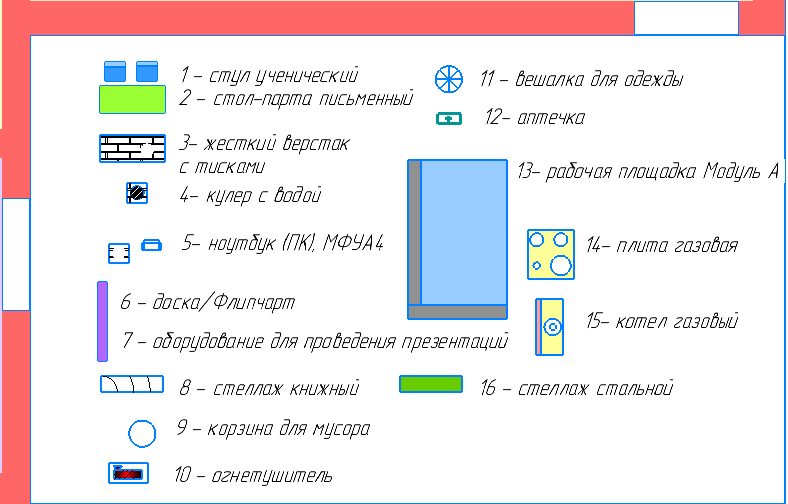 1 – стул ученический
2 – стол-парта письменный
3– жесткий верстак
с тисками
4– кулер с водой
5– ноутбук (ПК), МФУА4
6 – доска/Флипчарт
7 – оборудование для проведения презентаций
8 – стеллаж книжный
9 – корзина для мусора
10 – огнетушитель
11 – вешалка для одежды
12– аптечка
13– рабочая площадка Модуль А
14– плита газовая
15– котел газовый
16 – стеллаж стальной